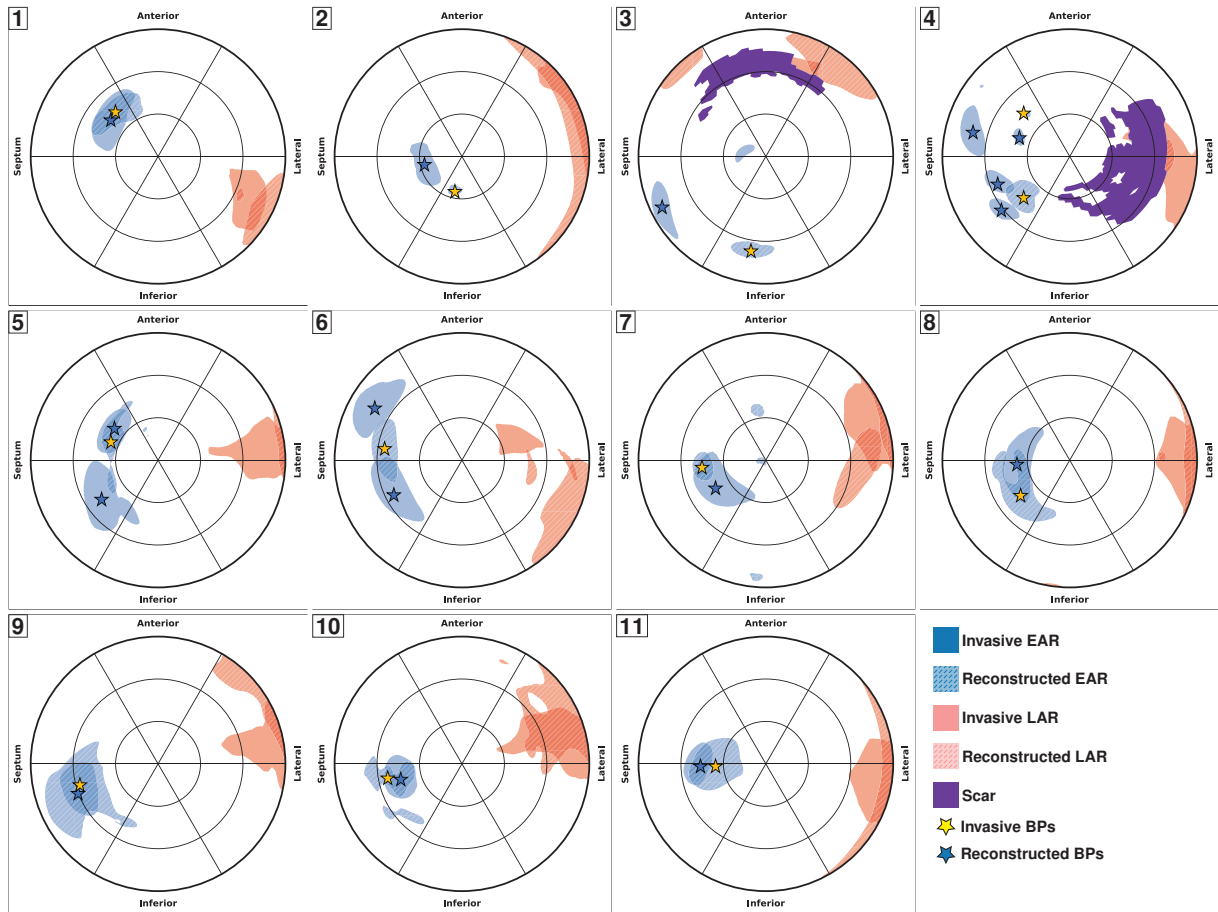 1
Anterior
Septum
Lateral
Inferior
2
Anterior
Septum
Lateral
Inferior
3
Anterior
Septum
Lateral
Inferior
4
Anterior
Septum
Lateral
Inferior
5
Anterior
Septum
Lateral
Inferior
6
Anterior
Septum
Lateral
Inferior
7
Anterior
Septum
Lateral
Inferior
8
Anterior
Septum
Lateral
Inferior
9
Anterior
Septum
Lateral
Inferior
10
Anterior
Septum
Lateral
Inferior
11
Anterior
Septum
Lateral
Inferior
Invasive EAR
Reconstructed EAR
Invasive LAR
Reconstructed LAR
Scar
Invasive BPs
Reconstructed BPs